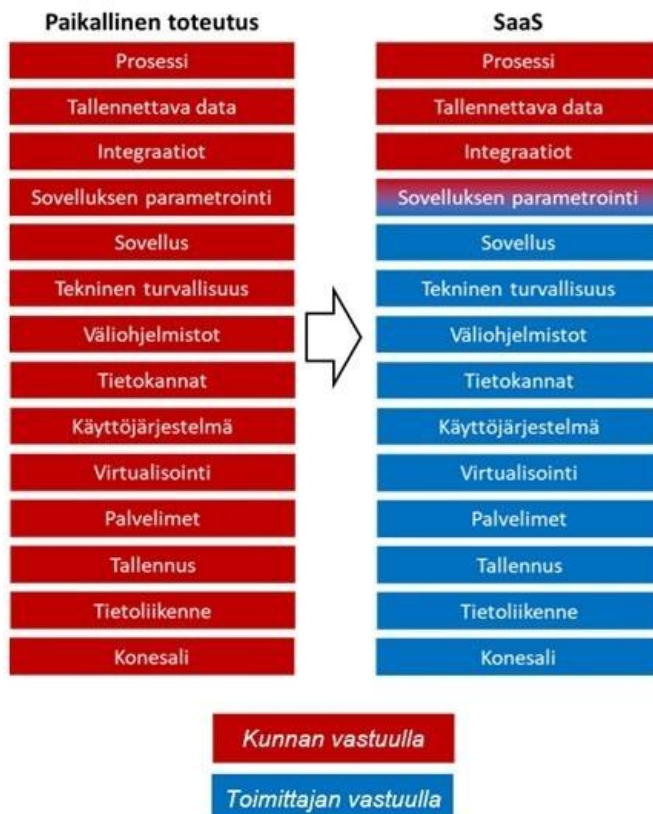 Paikallinen toteutus
Prosessi
Tallennettava data
Integraatiot
Sovelluksen parametrointi
Sovellus
Tekninen turvallisuus
Väliohjelmistot
Tietokannat
Käyttöjärjestelmä
Virtualisointi
Palvelimet
Tallennus
Tietoliikenne
Konesali
SaaS
Prosessi
Tallennettava data
Integraatiot
Sovelluksen parametrointi
Sovellus
Tekninen turvallisuus
Väliohjelmistot
Tietokannat
Käyttöjärjestelmä
Virtualisointi
Palvelimet
Tallennus
Tietoliikenne
Konesali
Kunnan vastuulla
Toimittajan vastuulla